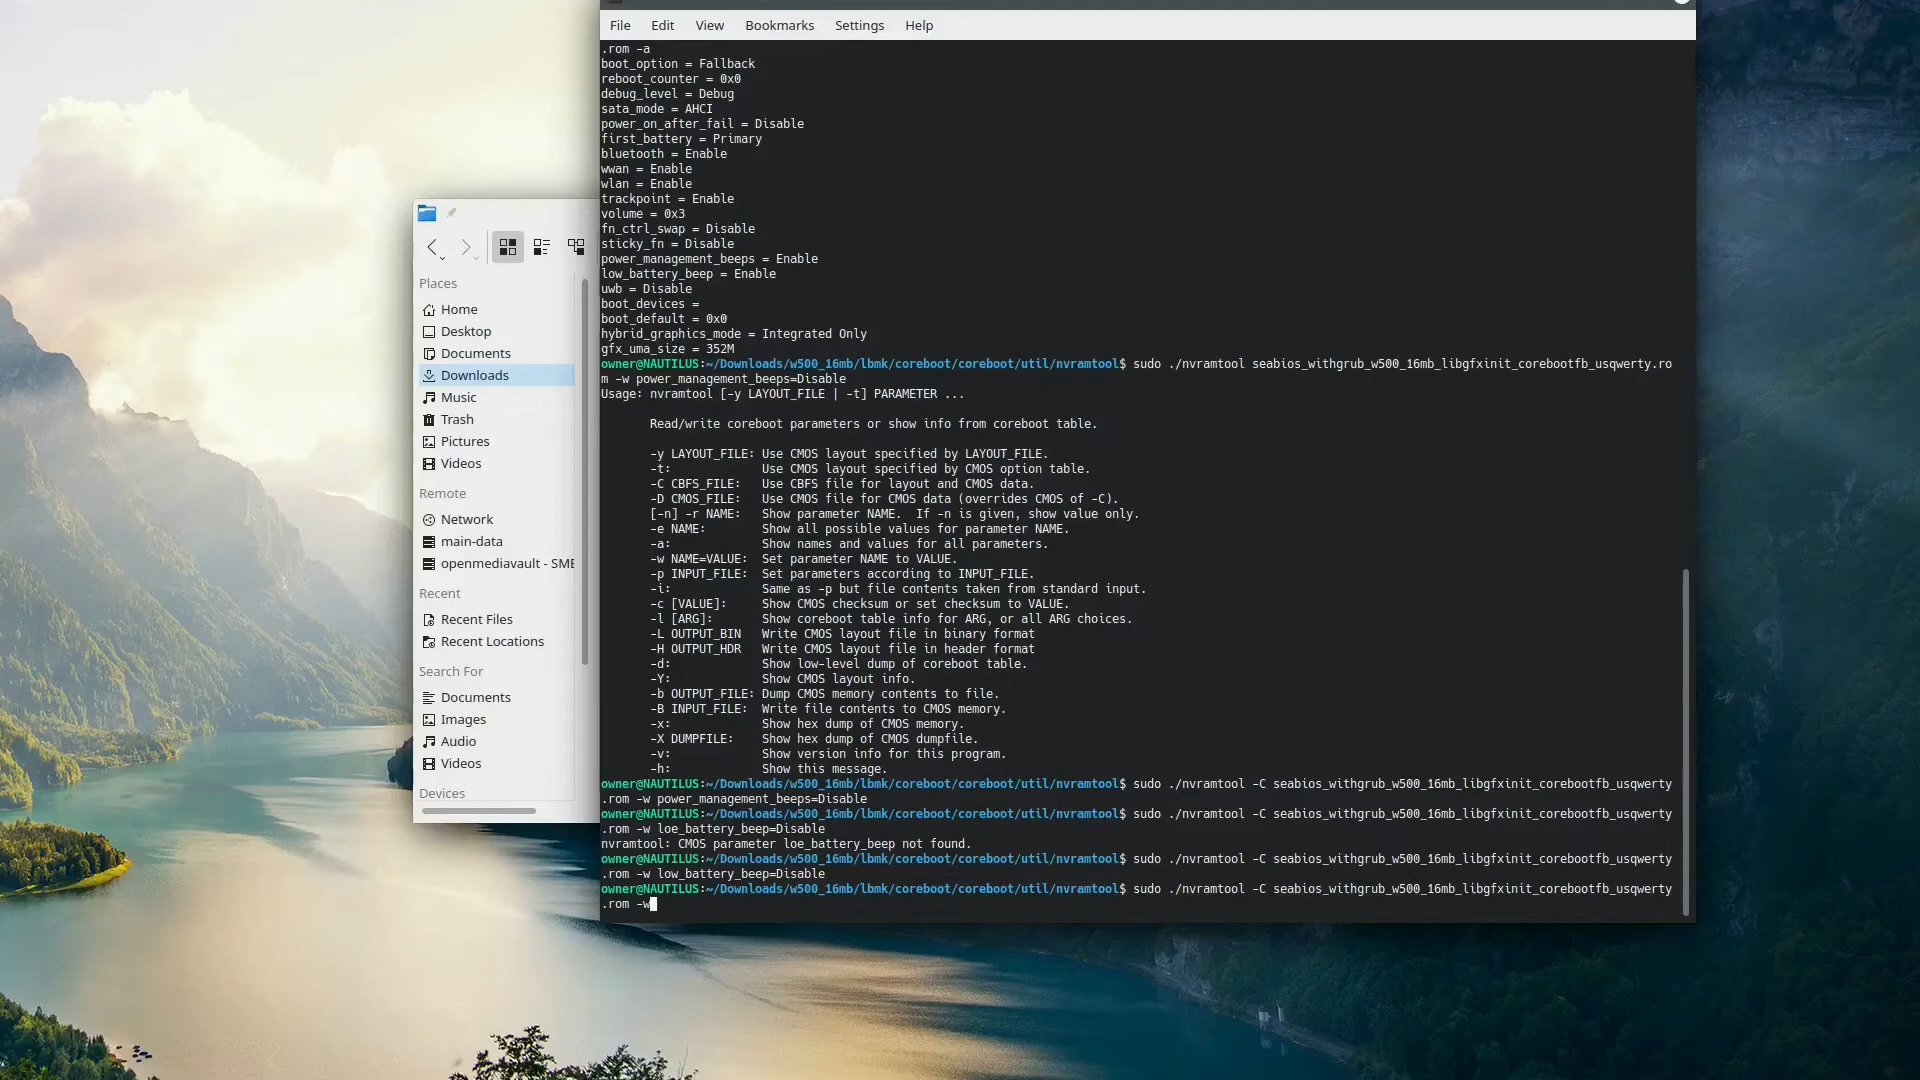 File Edit View Bookmarks Settings Help
.rom -a
boot_option = Fallback
reboot_counter = 0x0
debug_level = Debug
sata_mode = AHCI
power_on_after_fail = Disable
first_battery = Primary
bluetooth = Enable
wwan = Enable
wlan = Enable
trackpoint = Enable
volume = 0x3
fn_ctrl_swap = Disable
sticky_fn = Disable
power_management_beeps = Enable
low_battery_beep = Enable
uwb = Disable
boot_devices =
boot_default = 0x0
hybrid_graphics_mode = Integrated Only
gfx_uma_size = 352M
owner@NAUTILUS:~/Downloads/w500_16mb/lbmk/coreboot/coreboot/util/nvramtool$ sudo ./nvramtool seabios_withgrub_w500_16mb_libgfxinit_corebootfb_usqwerty.ro
m -w power_management_beeps=Disable
Usage: nvramtool [-y LAYOUT_FILE | -t] PARAMETER ...
Read/write coreboot parameters or show info from coreboot table.
-y LAYOUT_FILE: Use CMOS layout specified by LAYOUT_FILE.
-t: Use CMOS layout specified by CMOS option table.
-C CBFS_FILE: Use CBFS file for layout and CMOS data.
-D CMOS_FILE: Use CMOS file for CMOS data (overrides CMOS of -C).
[-n] -r NAME: Show parameter NAME. If -n is given, show value only.
-e NAME: Show all possible values for parameter NAME.
-a: Show names and values for all parameters.
-w NAME=VALUE: Set parameter NAME to VALUE.
-p INPUT_FILE: Set parameters according to INPUT_FILE.
-i: Same as -p but file contents taken from standard input.
-c [VALUE]: Show CMOS checksum or set checksum to VALUE.
-l [ARG]: Show coreboot table info for ARG, or all ARG choices.
-L OUTPUT_BIN Write CMOS layout file in binary format
-H OUTPUT_HDR Write CMOS layout file in header format
-d: Show low-level dump of coreboot table.
-Y: Show CMOS layout info.
-b OUTPUT_FILE: Dump CMOS memory contents to file.
-B INPUT_FILE: Write file contents to CMOS memory.
-x: Show hex dump of CMOS memory.
-X DUMPFILE: Show hex dump of CMOS dumpfile.
-v: Show version info for this program.
-h: Show this message.
owner@NAUTILUS:~/Downloads/w500_16mb/lbmk/coreboot/coreboot/util/nvramtool$ sudo ./nvramtool -C seabios_withgrub_w500_16mb_libgfxinit_corebootfb_usqwerty
.rom -w power_management_beeps=Disable
owner@NAUTILUS:~/Downloads/w500_16mb/lbmk/coreboot/coreboot/util/nvramtool$ sudo ./nvramtool -C seabios_withgrub_w500_16mb_libgfxinit_corebootfb_usqwerty
.rom -w loe_battery_beep=Disable
nvramtool: CMOS parameter loe_battery_beep not found.
owner@NAUTILUS:~/Downloads/w500_16mb/lbmk/coreboot/coreboot/util/nvramtool$ sudo ./nvramtool -C seabios_withgrub_w500_16mb_libgfxinit_corebootfb_usqwerty
.rom -w low_battery_beep=Disable
owner@NAUTILUS:~/Downloads/w500_16mb/lbmk/coreboot/coreboot/util/nvramtool$ sudo ./nvramtool -C seabios_withgrub_w500_16mb_libgfxinit_corebootfb_usqwerty
.rom -w
Places
Home
Desktop
Documents
Downloads
Music
Trash
Pictures
Videos
Remote
Network
main-data
openmediavault - SME
Recent
Recent Files
Recent Locations
Search For
Documents
Images
Audio
Videos
Devices